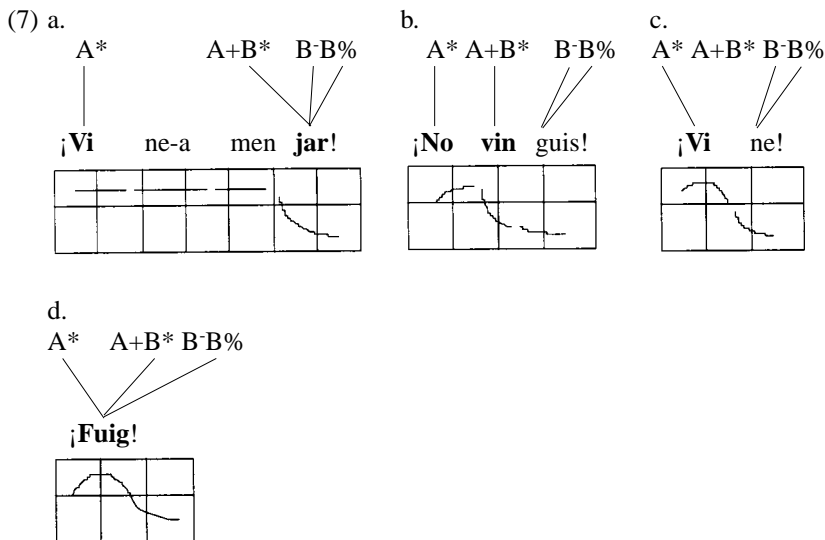 (7) a. b. c.
A* A+B* B-B% A* A+B* B-B% A* A+B* B-B%
¡Vi ne-a men jar! ¡No vin guis! ¡Vi ne!
d.
A* A+B* B-B%
¡Fuig!